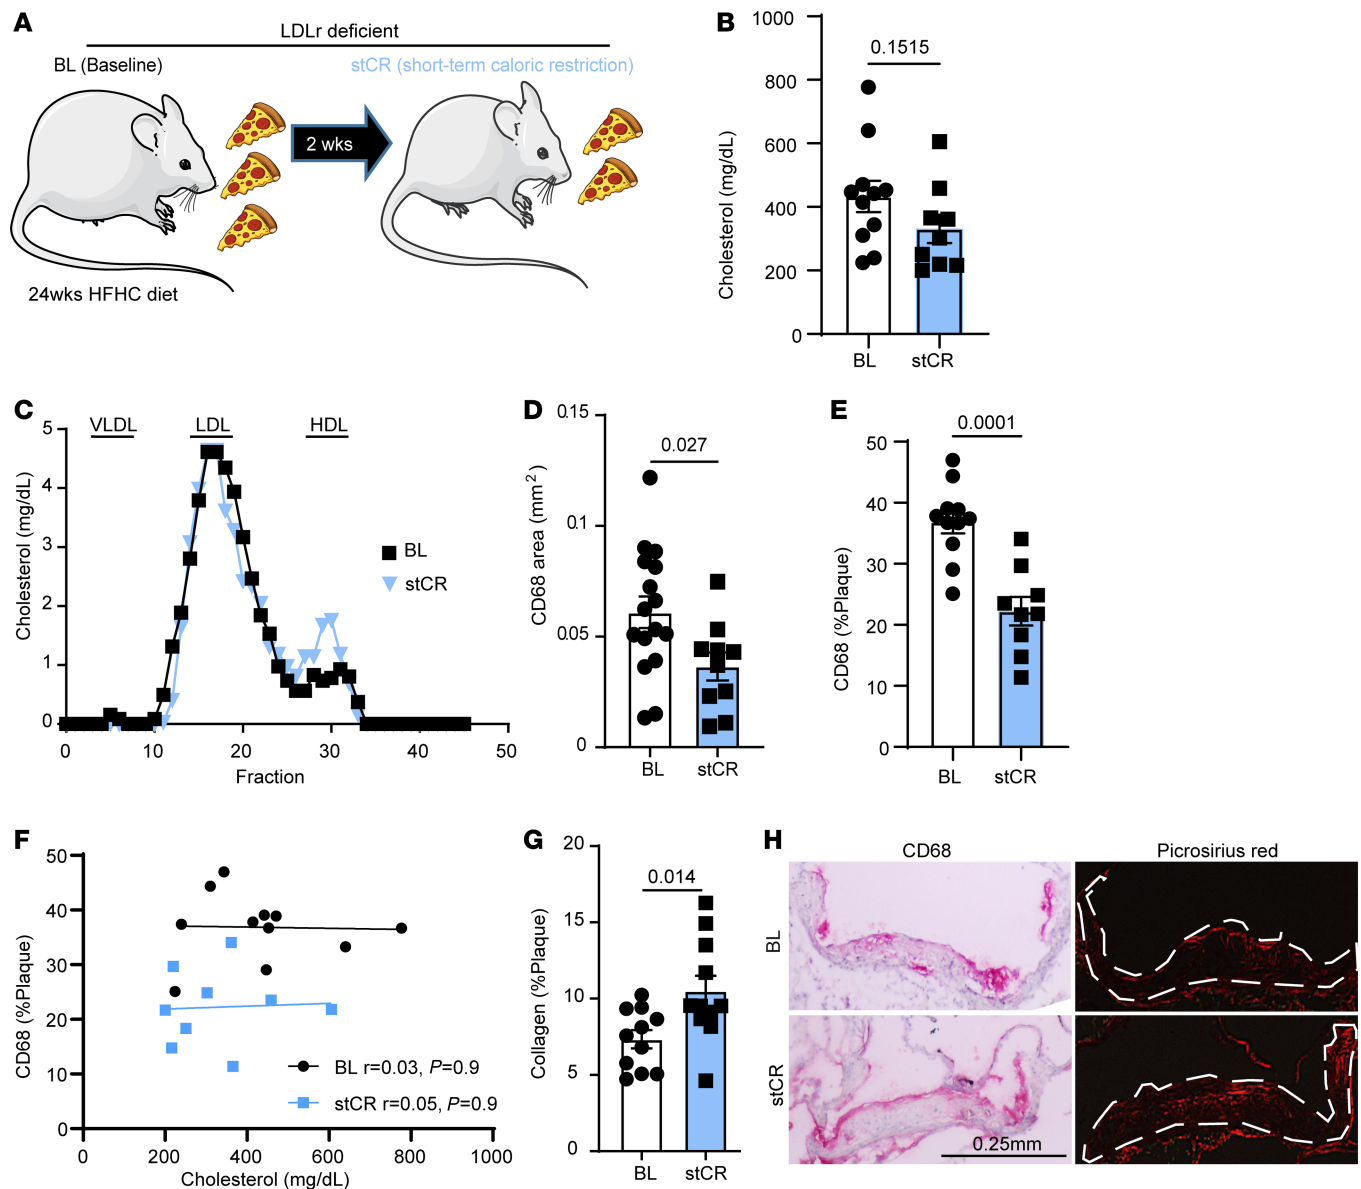 A
LDLr deficient
BL (Baseline)
stCR (short-term caloric restriction)
2 wks
24wks HFHC diet
B
1000
800
600
400
200
0
Cholesterol (mg/dL)
0.1515
BL
stCR
C
VLDL
LDL
HDL
5
4
3
2
1
0
Cholesterol (mg/dL)
BL
stCR
0
10
20
30
40
50
Fraction
D
0.15
0.1
0.05
0
CD68 area (mm2)
0.027
BL
stCR
E
50
40
30
20
10
0
CD68 (%Plaque)
0.0001
BL
stCR
F
50
40
30
20
10
0
CD68 (%Plaque)
BL r=0.03, P=0.9
stCR r=0.05, P=0.9
0
200
400
600
800
1000
Cholesterol (mg/dL)
G
20
15
10
5
0
Collagen (%Plaque)
0.014
BL
stCR
H
CD68
Picrosirius red
BL
stCR
0.25mm